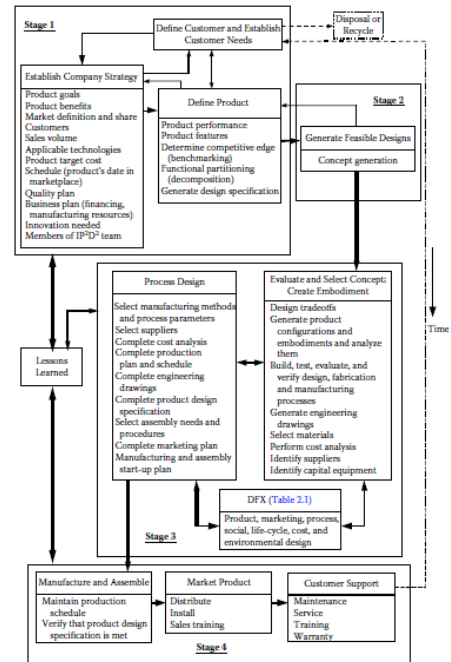 Stage 1
Define Customer and Establish
Customer Needs
Disposal or
Recycle
Establish Company Strategy
Product goals
Product benefits
Market definition and share
Customers
Sales volume
Applicable technologies
Product target cost
Schedule (product's date in
marketplace)
Quality plan
Business plan (financing,
manufacturing resources)
Innovation needed
Members of IP²D² team
Define Product
Product performance
Product features
Determine competitive edge
(benchmarking)
Functional partitioning
(decomposition)
Generate design specification
Stage 2
Generate Feasible Designs
Concept generation
Time
Lessons
Learned
Process Design
Select manufacturing methods
and process parameters
Select suppliers
Complete cost analysis
Complete production
plan and schedule
Complete engineering
drawings
Complete product design
specification
Select assembly needs and
procedures
Complete marketing plan
Manufacturing and assembly
start-up plan
Evaluate and Select Concept;
Create Embodiment
Design tradeoffs
Generate product
configurations and
embodiments and analyze
them
Build, test, evaluate, and
verify design, fabrication
and manufacturing
processes
Generate engineering
drawings
Select materials
Perform cost analysis
Identify suppliers
Identify capital equipment
DFX (Table 2.1)
Product, marketing, process,
social, life-cycle, cost, and
environmental design
Stage 3
Manufacture and Assemble
Maintain production
schedule
Verify that product design
specification is met
Market Product
Distribute
Install
Sales training
Customer Support
Maintenance
Service
Training
Warranty
Stage 4